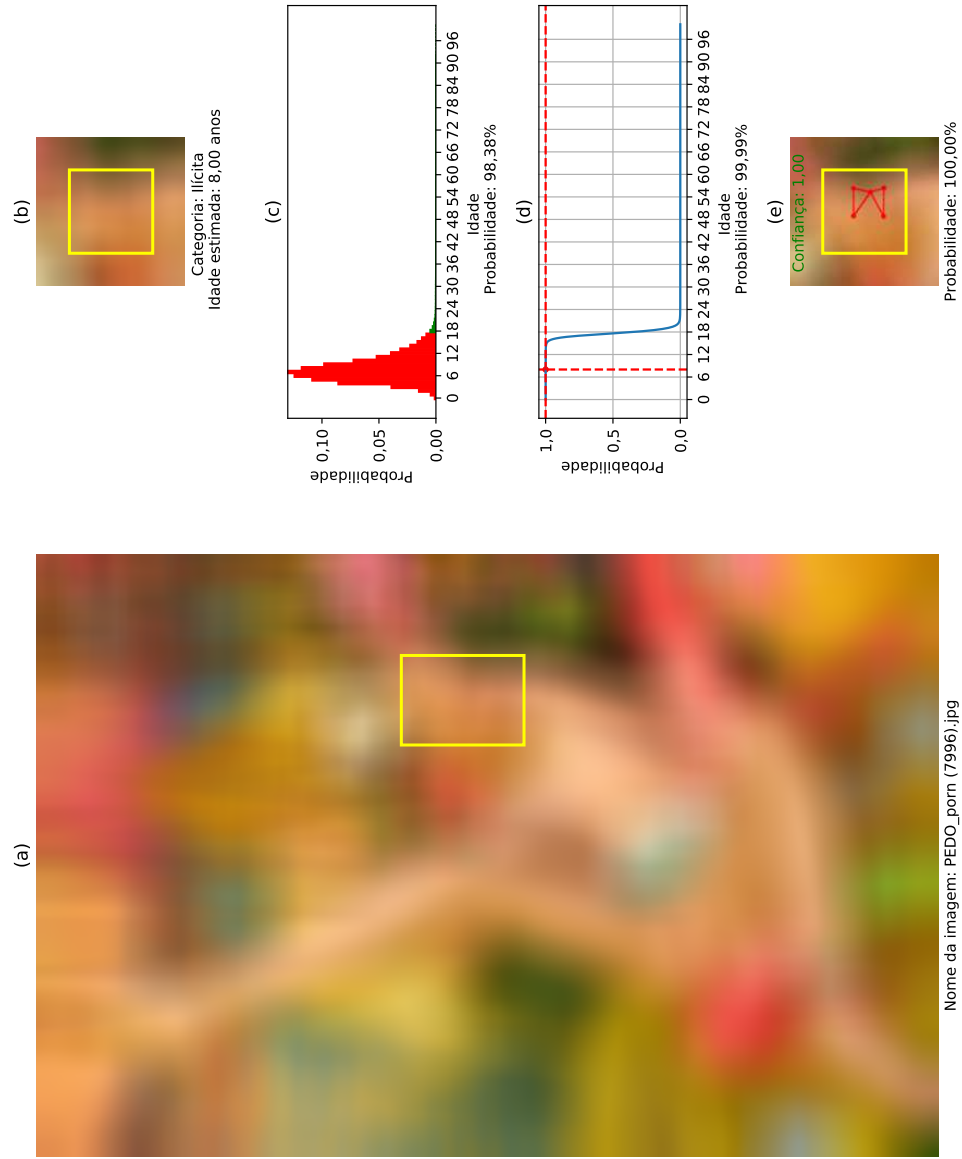 (a)
Nome da imagem: PEDO_porn (7996).jpg
(b)
Categoria: Ilícita
Idade estimada: 8,00 anos
(c)
Probabilidade
0,10
0,05
0,00
0 6 12 18 24 30 36 42 48 54 60 66 72 78 84 90 96
Idade
Probabilidade: 98,38%
(d)
Probabilidade
1,0
0,5
0,0
0 6 12 18 24 30 36 42 48 54 60 66 72 78 84 90 96
Idade
Probabilidade: 99,99%
(e)
Confiança: 1,00
Probabilidade: 100,00%